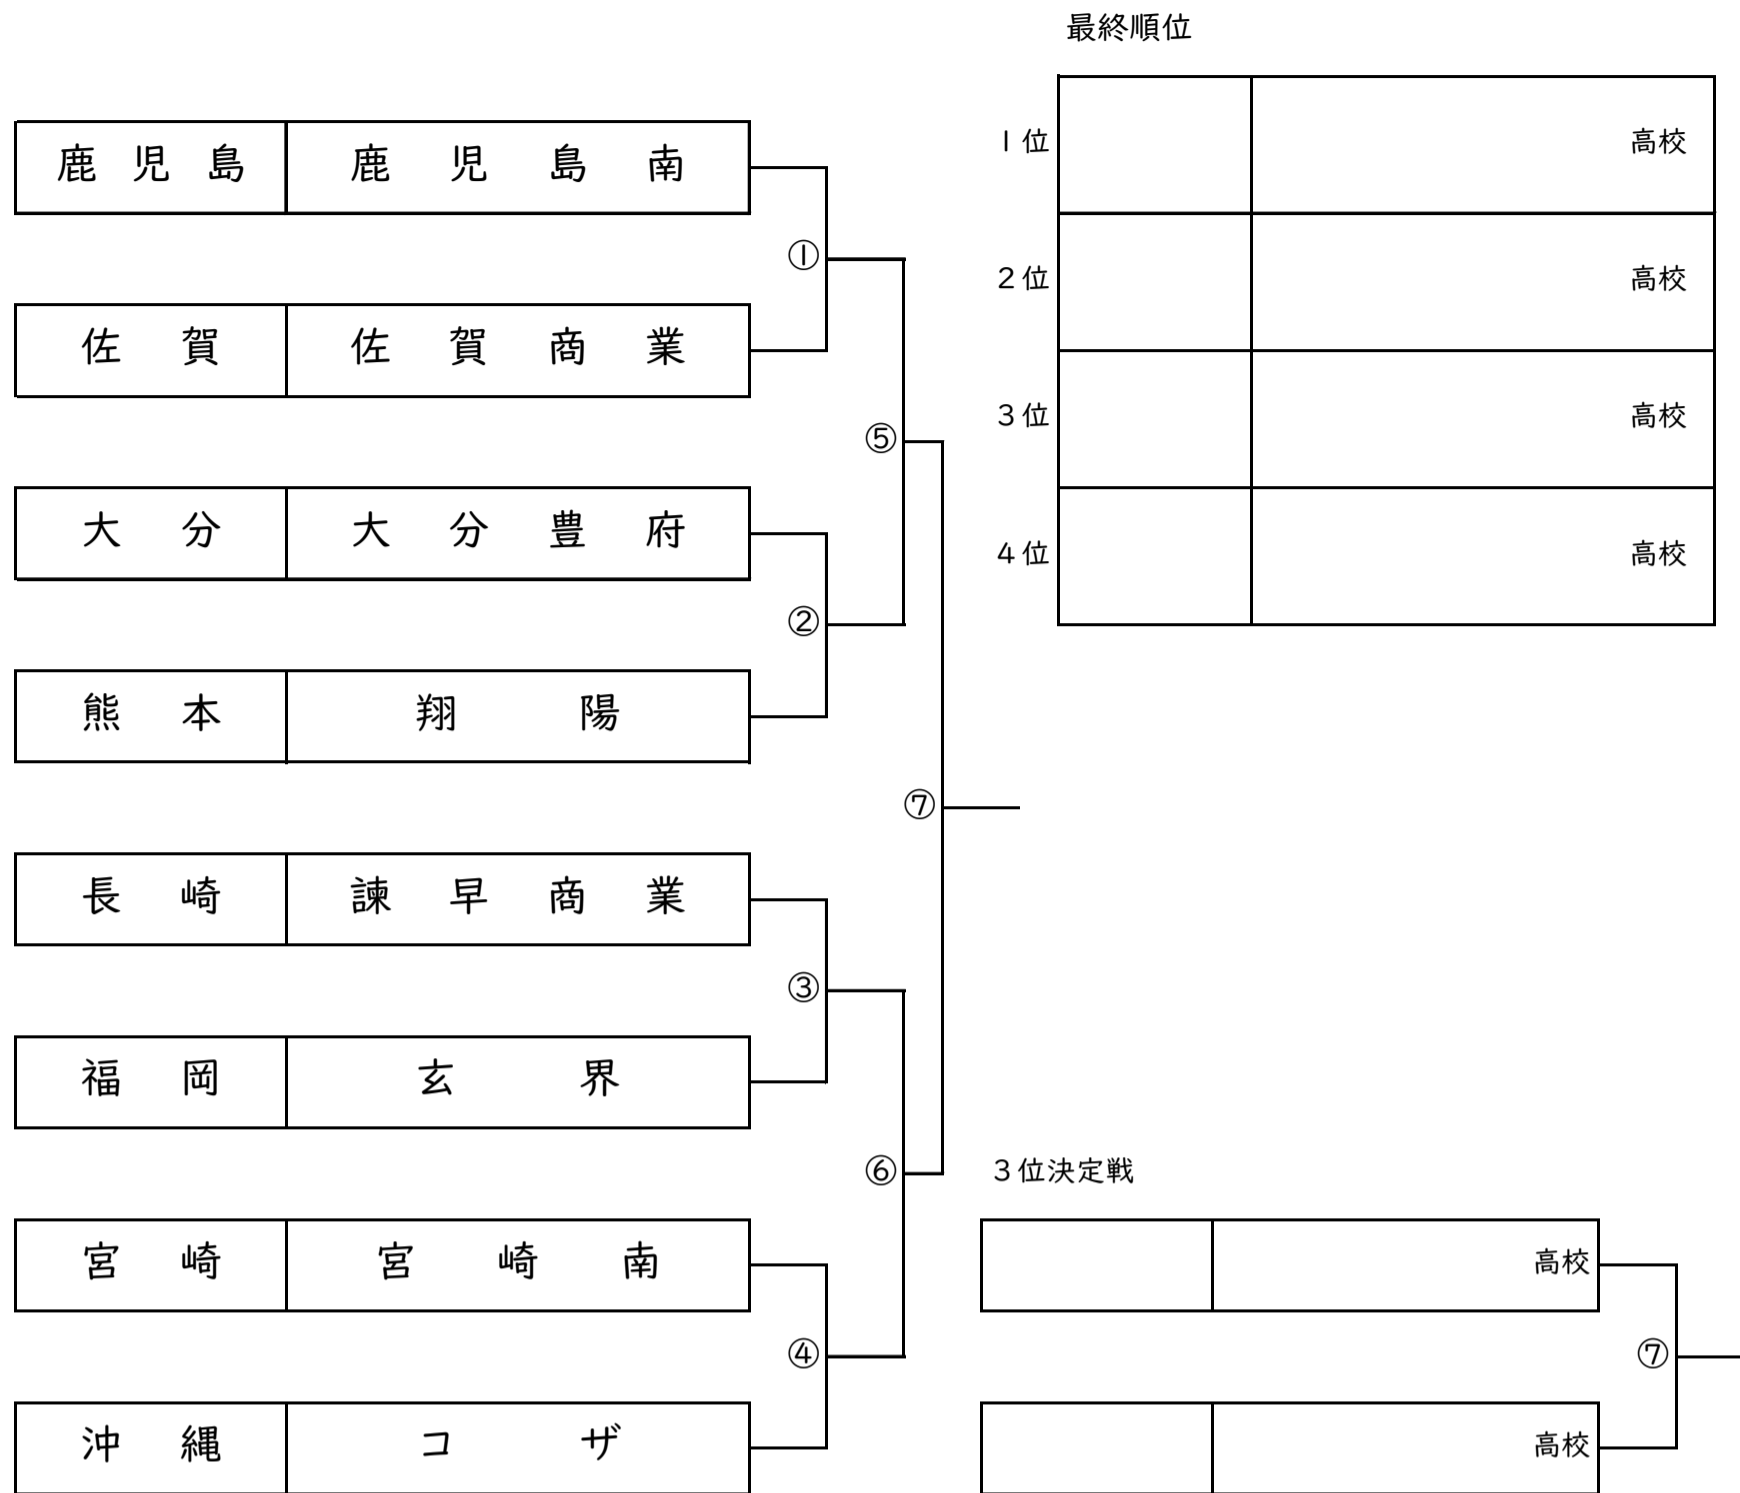 最終順位
1位 高校
鹿児島 鹿児島南
①
2位 高校
佐賀 佐賀商業
3位 高校
⑤
大分 大分豊府
4位 高校
②
熊本 翔陽
⑦
長崎 諫早商業
③
福岡 玄界
⑥
3位決定戦
宮崎 宮崎南
高校
④
⑦
沖縄 コザ
高校